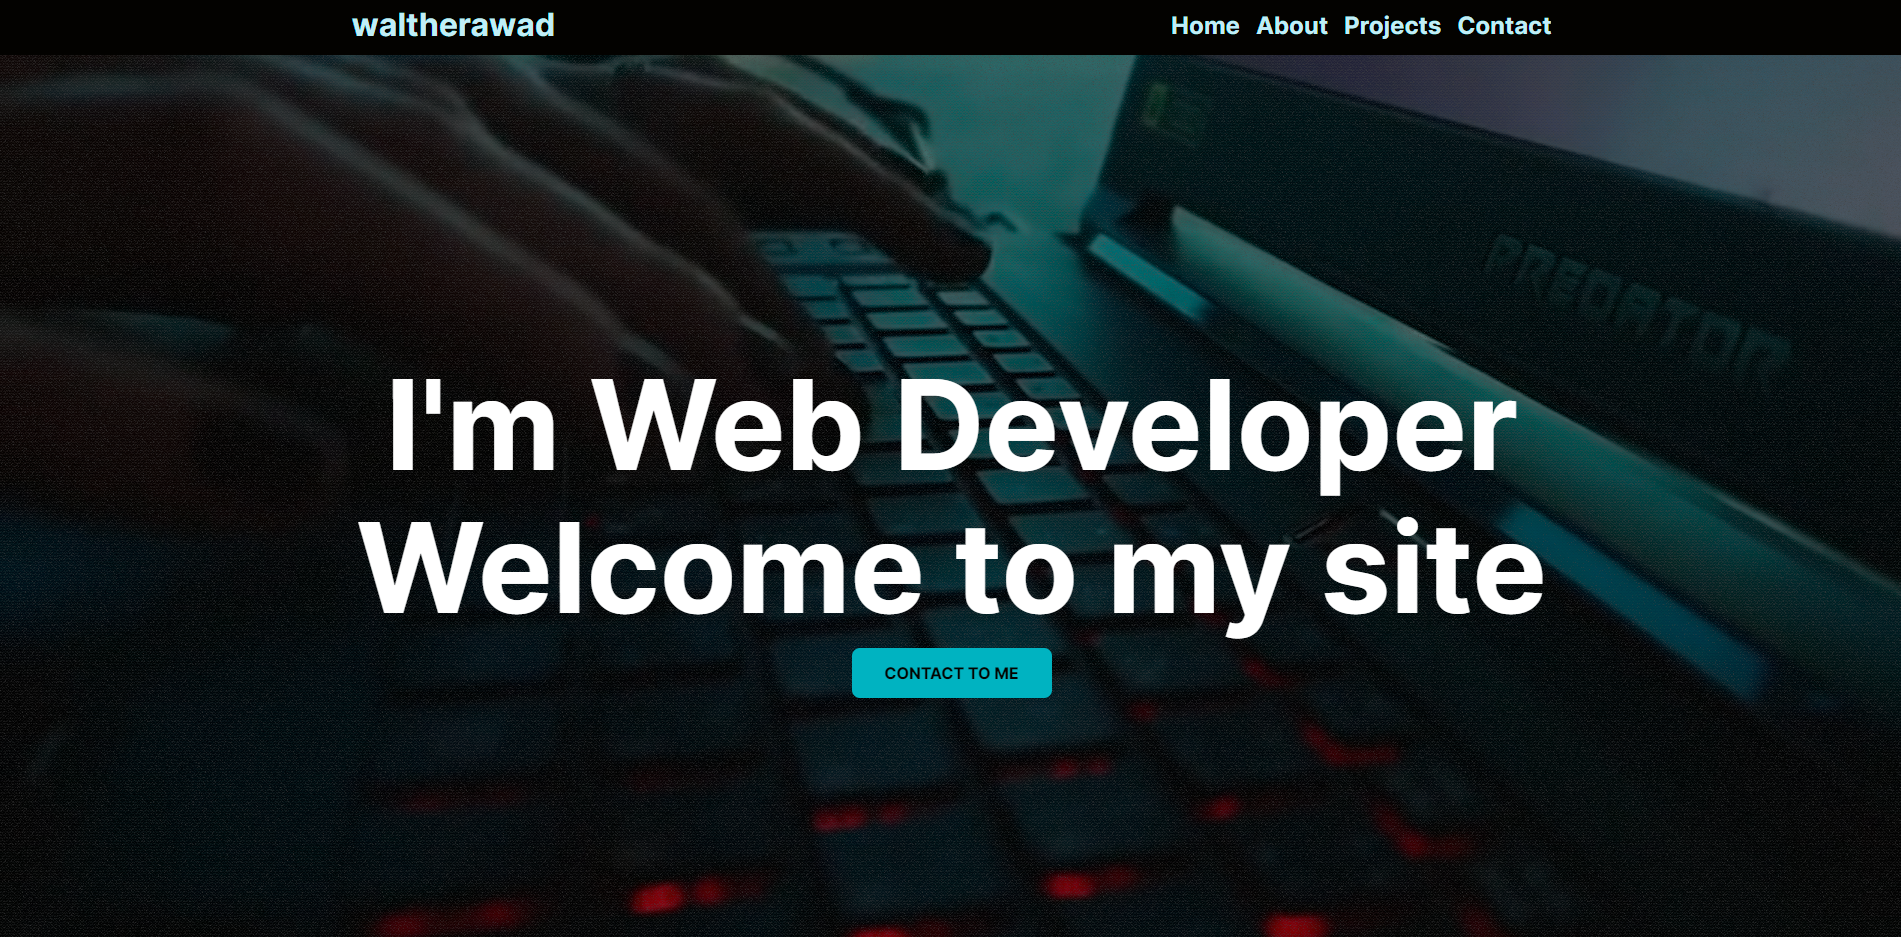 waltherawad
Home About Projects Contact
PREDATOR
I'm Web Developer
Welcome to my site
CONTACT TO ME